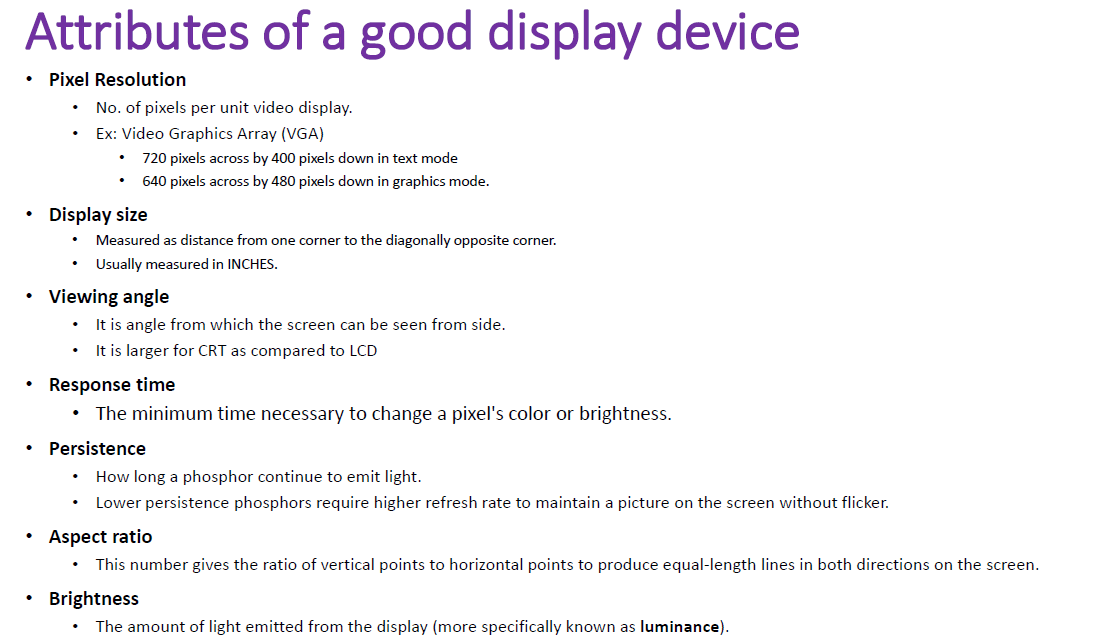 Attributes of a good display device
• Pixel Resolution
• No. of pixels per unit video display.
• Ex: Video Graphics Array (VGA)
• 720 pixels across by 400 pixels down in text mode
• 640 pixels across by 480 pixels down in graphics mode.
• Display size
• Measured as distance from one corner to the diagonally opposite corner.
• Usually measured in INCHES.
• Viewing angle
• It is angle from which the screen can be seen from side.
• It is larger for CRT as compared to LCD
• Response time
• The minimum time necessary to change a pixel's color or brightness.
• Persistence
• How long a phosphor continue to emit light.
• Lower persistence phosphors require higher refresh rate to maintain a picture on the screen without flicker.
• Aspect ratio
• This number gives the ratio of vertical points to horizontal points to produce equal-length lines in both directions on the screen.
• Brightness
• The amount of light emitted from the display (more specifically known as luminance).